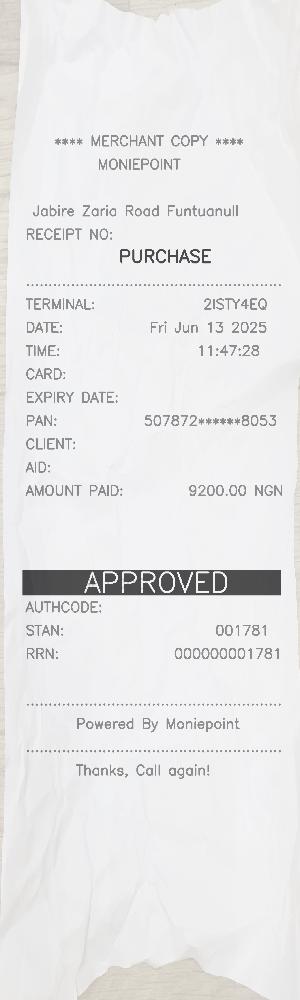 **** MERCHANT COPY ****
MONIEPOINT
Jabire Zaria Road Funtuanull
RECEIPT NO:
PURCHASE
TERMINAL: 2ISTY4EQ
DATE: Fri Jun 13 2025
TIME: 11:47:28
CARD:
EXPIRY DATE:
PAN: 507872******8053
CLIENT:
AID:
AMOUNT PAID: 9200.00 NGN
APPROVED
AUTHCODE:
STAN: 001781
RRN: 000000001781
Powered By Moniepoint
Thanks, Call again!